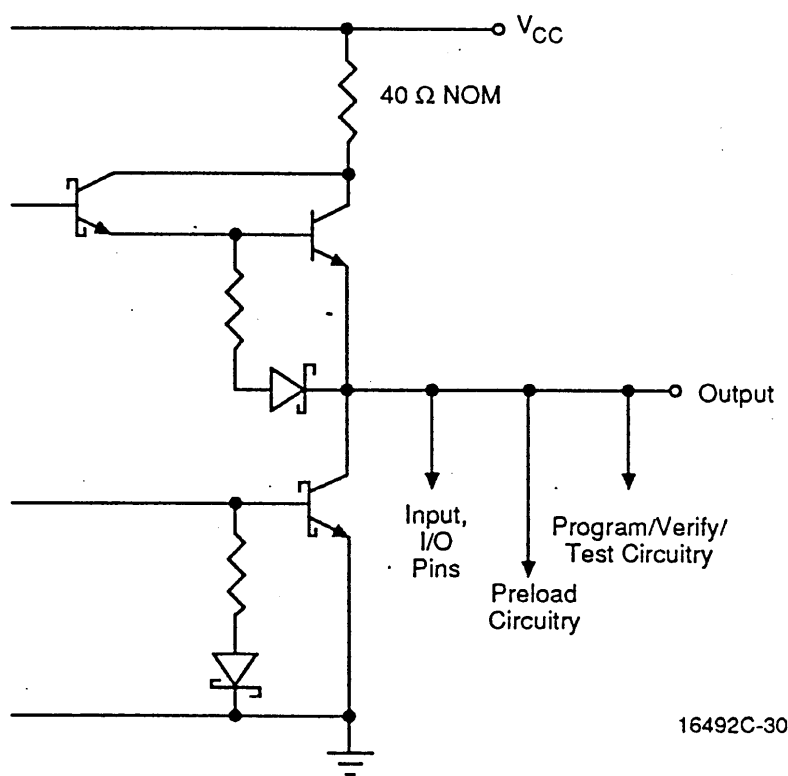 V_CC
40 Ω NOM
Output
Input,
I/O
Pins
Program/Verify/
Test Circuitry
Preload
Circuitry
16492C-30